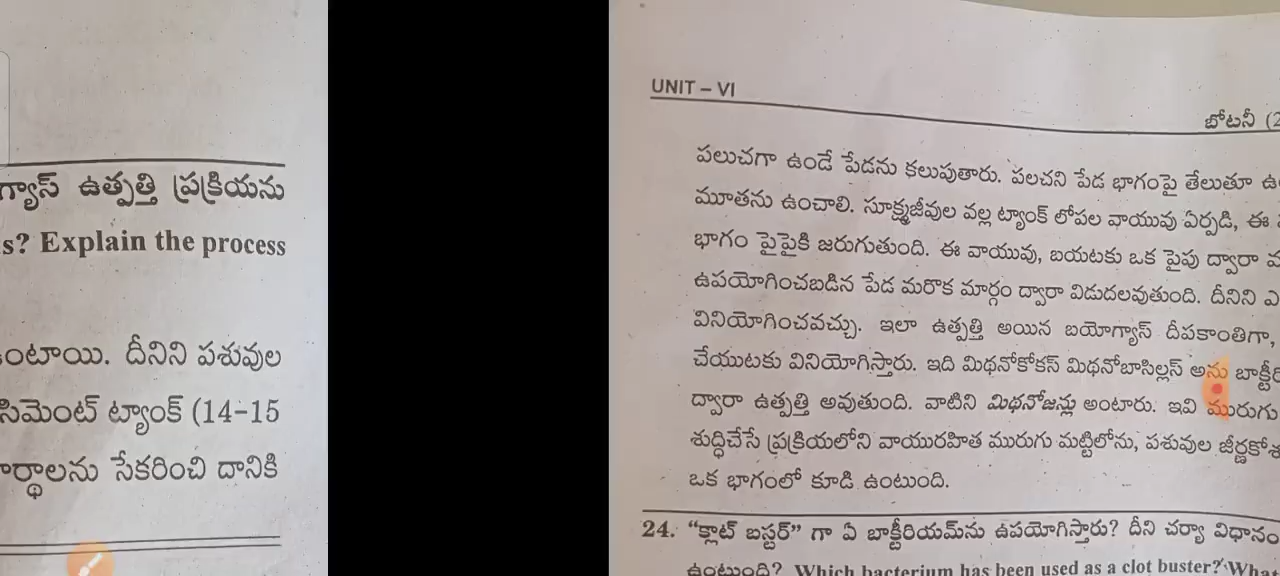 గ్యాస్ ఉత్పత్తి ప్రక్రియను
s? Explain the process
ంటాయి. దీనిని పశువుల
సిమెంట్ ట్యాంక్ (14-15
ార్థాలను సేకరించి దానికి
UNIT – VI
బోటనీ (2
పలుచగా ఉండే పేడను కలుపుతారు. పలచని పేడ భాగంపై తేలుతూ
మూతను ఉంచాలి. సూక్ష్మజీవుల వల్ల ట్యాంక్ లోపల వాయువు ఏర్పడి, ఈ
భాగం పైపైకి జరుగుతుంది. ఈ వాయువు, బయటకు ఒక పైపు ద్వారా
ఉపయోగించబడిన పేడ మరొక మార్గం ద్వారా విడుదలవుతుంది. దీనిని ఎ
వినియోగించవచ్చు. ఇలా ఉత్పత్తి అయిన బయోగ్యాస్ దీపకాంతిగా,
చేయుటకు వినియోగిస్తారు. ఇది మిథనోకోకస్ మిథనోబాసిల్లస్ అను బాక్టీరి
ద్వారా ఉత్పత్తి అవుతుంది. వాటిని మిథనోజన్లు అంటారు. ఇవి మురుగు
శుద్ధిచేసే ప్రక్రియలోని వాయురహిత మురుగు మట్టిలోను, పశువుల జీర్ణకోశ
ఒక భాగంలో కూడి ఉంటుంది.
24. “క్లాట్ బస్టర్” గా ఏ బాక్టీరియమ్‌ను ఉపయోగిస్తారు? దీని చర్యా విధానం
ఉంటుంది? Which bacterium has been used as a clot buster? What